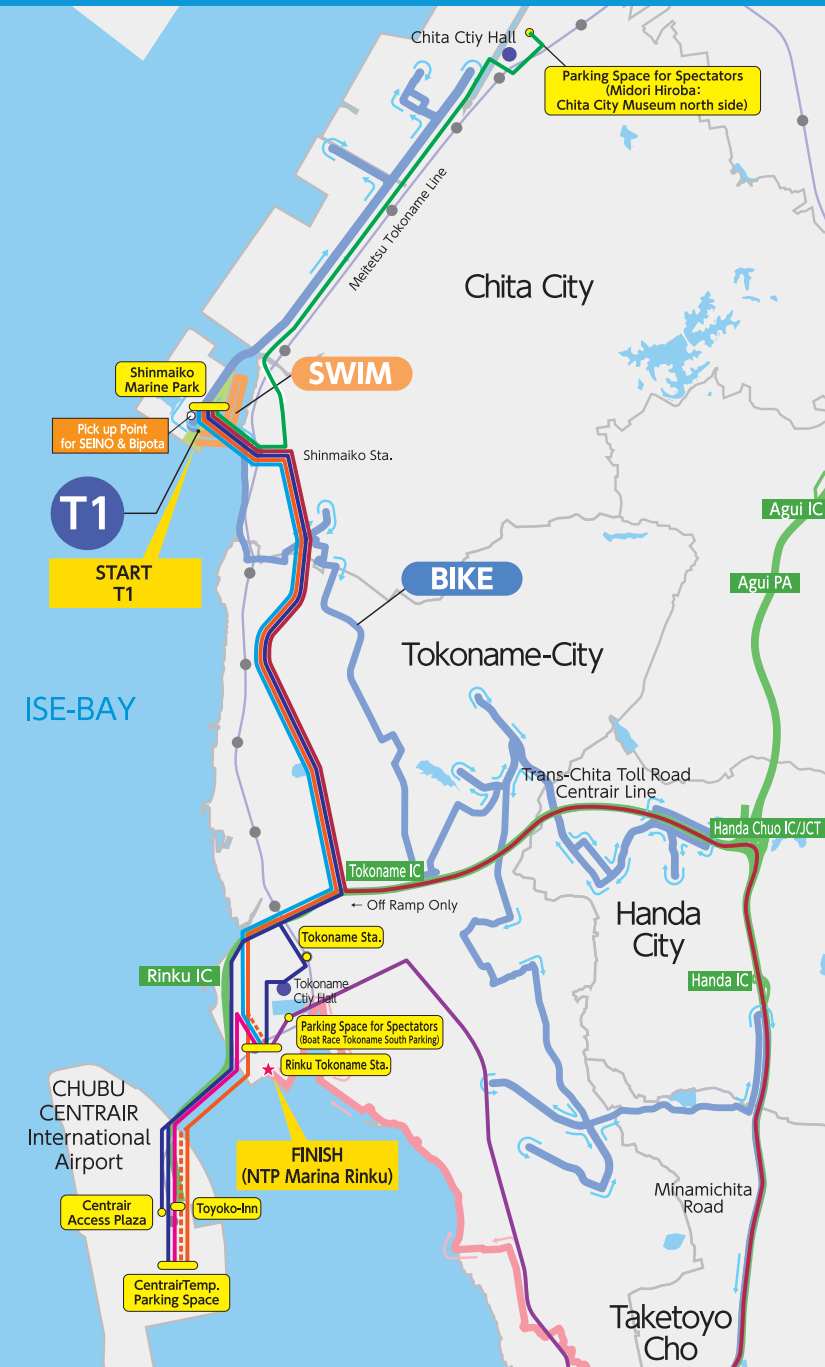 Chita Ctiy Hall
Parking Space for Spectators
(Midori Hiroba:
Chita City Museum north side)
Meitetsu Tokoname Line
Chita City
Shinmaiko
Marine Park
SWIM
Pick up Point
for SEINO & Bipota
Shinmaiko Sta.
T1
START
T1
Agui IC
Agui PA
BIKE
Tokoname-City
ISE-BAY
Trans-Chita Toll Road
Centrair Line
Handa Chuo IC/JCT
Tokoname IC
← Off Ramp Only
Handa
City
Tokoname Sta.
Rinku IC
Handa IC
Tokoname
Ctiy Hall
Parking Space for Spectators
(Boat Race Tokoname South Parking)
Rinku Tokoname Sta.
CHUBU
CENTRAIR
International
Airport
FINISH
(NTP Marina Rinku)
Centrair
Access Plaza
Toyoko-Inn
Minamichita
Road
CentrairTemp.
Parking Space
Taketoyo
Cho